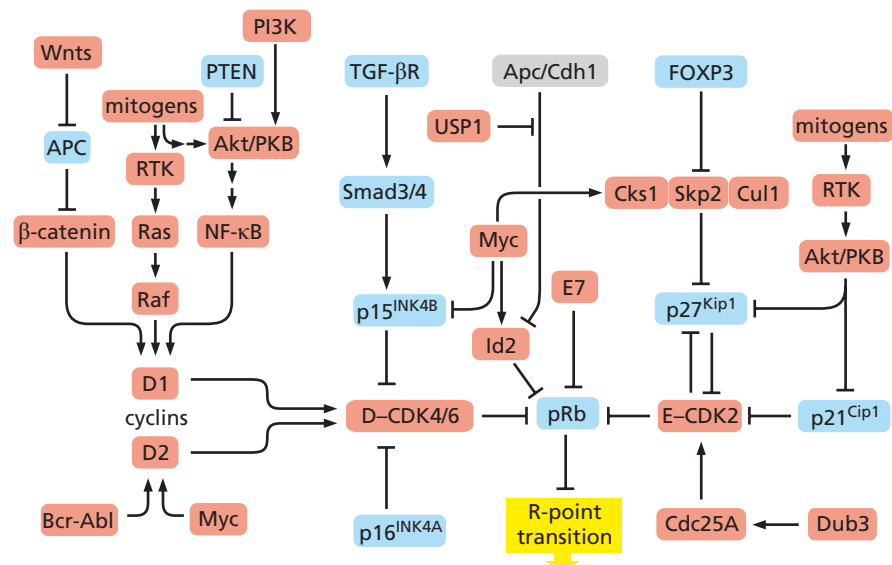 PI3K
Wnts
PTEN
TGF-βR
Apc/Cdh1
FOXP3
mitogens
USP1
mitogens
APC
Akt/PKB
RTK
Smad3/4
Cks1
Skp2
Cul1
RTK
β-catenin
Ras
NF-κB
Myc
Akt/PKB
Raf
p15INK4B
E7
p27Kip1
Id2
D1
cyclins
D–CDK4/6
pRb
E–CDK2
p21Cip1
D2
Bcr-Abl
Myc
p16INK4A
R-point
transition
Cdc25A
Dub3